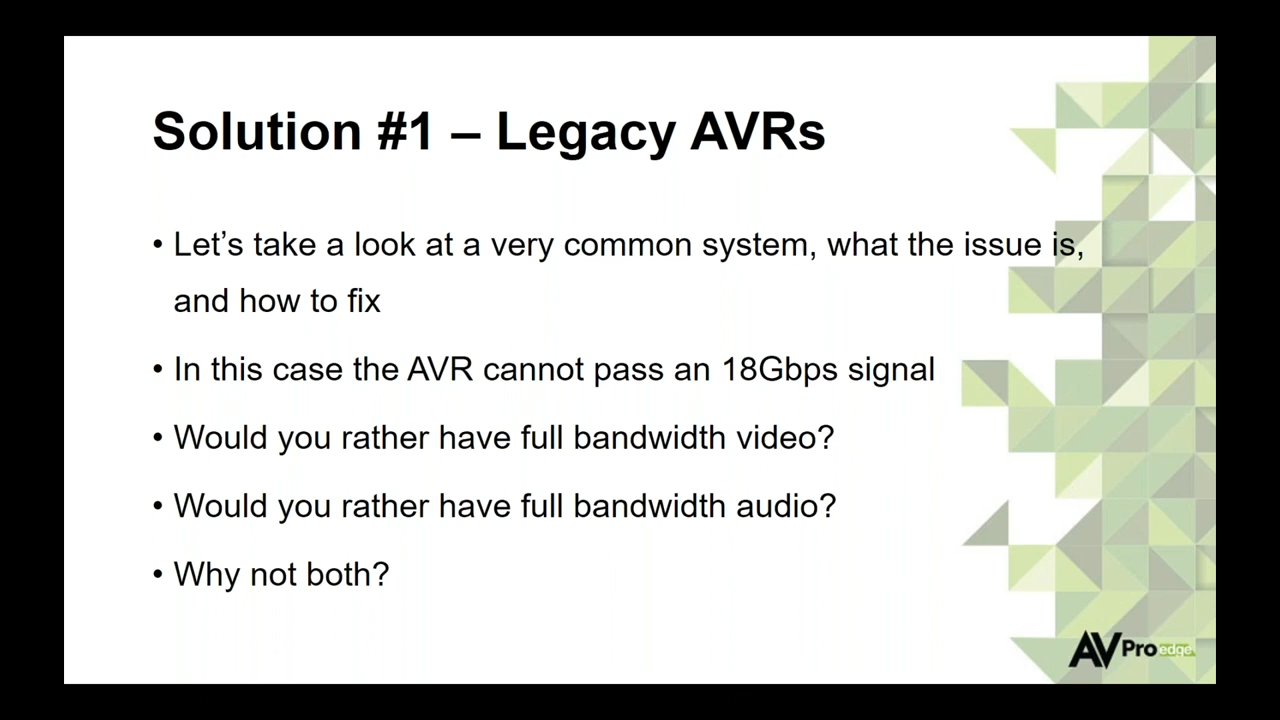 Solution #1 – Legacy AVRs
• Let’s take a look at a very common system, what the issue is,
and how to fix
• In this case the AVR cannot pass an 18Gbps signal
• Would you rather have full bandwidth video?
• Would you rather have full bandwidth audio?
• Why not both?
AVPro edge